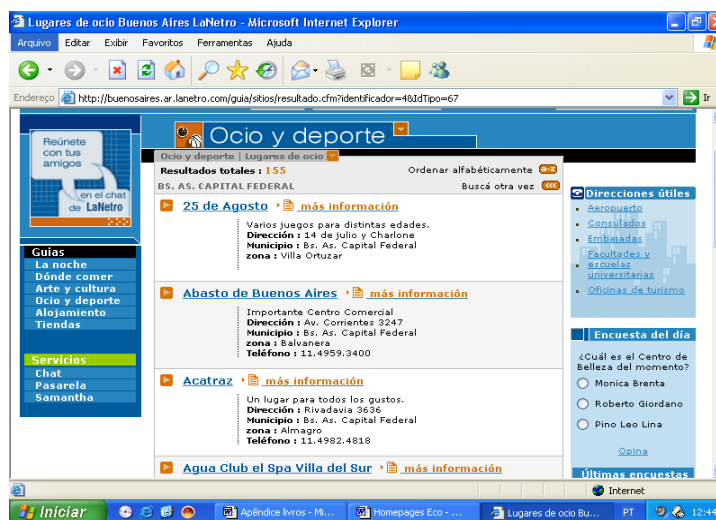 Lugares de ocio Buenos Aires LaNetro - Microsoft Internet Explorer
Arquivo Editar Exibir Favoritos Ferramentas Ajuda
Endereço http://buenosaires.ar.lanetro.com/guia/sitios/resultado.cfm?identificador=4&IdTipo=67 Ir
Reúnete
con tus
amigos
en el chat
de LaNetro
Guias
La noche
Dónde comer
Arte y cultura
Ocio y deporte
Alojamiento
Tiendas
Servicios
Chat
Pasarela
Samantha
Ocio y deporte
Ocio y deporte | Lugares de ocio
Resultados totales : 155 Ordenar alfabéticamente a-z
BS. AS. CAPITAL FEDERAL Buscá otra vez
25 de Agosto más información
Varios juegos para distintas edades.
Dirección : 14 de julio y Charlone
Municipio : Bs. As. Capital Federal
zona : Villa Ortuzar
Abasto de Buenos Aires más información
Importante Centro Comercial
Dirección : Av. Corrientes 3247
Municipio : Bs. As. Capital Federal
zona : Balvanera
Teléfono : 11.4959.3400
Acatraz más información
Un lugar para todos los gustos.
Dirección : Rivadavia 3636
Municipio : Bs. As. Capital Federal
zona : Almagro
Teléfono : 11.4982.4818
Agua Club el Spa Villa del Sur más información
Direcciones útiles
Aeropuerto
Consulados
Embajadas
Facultades y
escuelas
universitarias
Oficinas de turismo
Encuesta del día
¿Cuál es el Centro de
Belleza del momento?
Monica Brenta
Roberto Giordano
Pino Leo Lina
Opina
Últimas encuestas
Internet
Iniciar Apêndice livros - Mi... Homepages Eco - ... Lugares de ocio Bu... PT 12:44